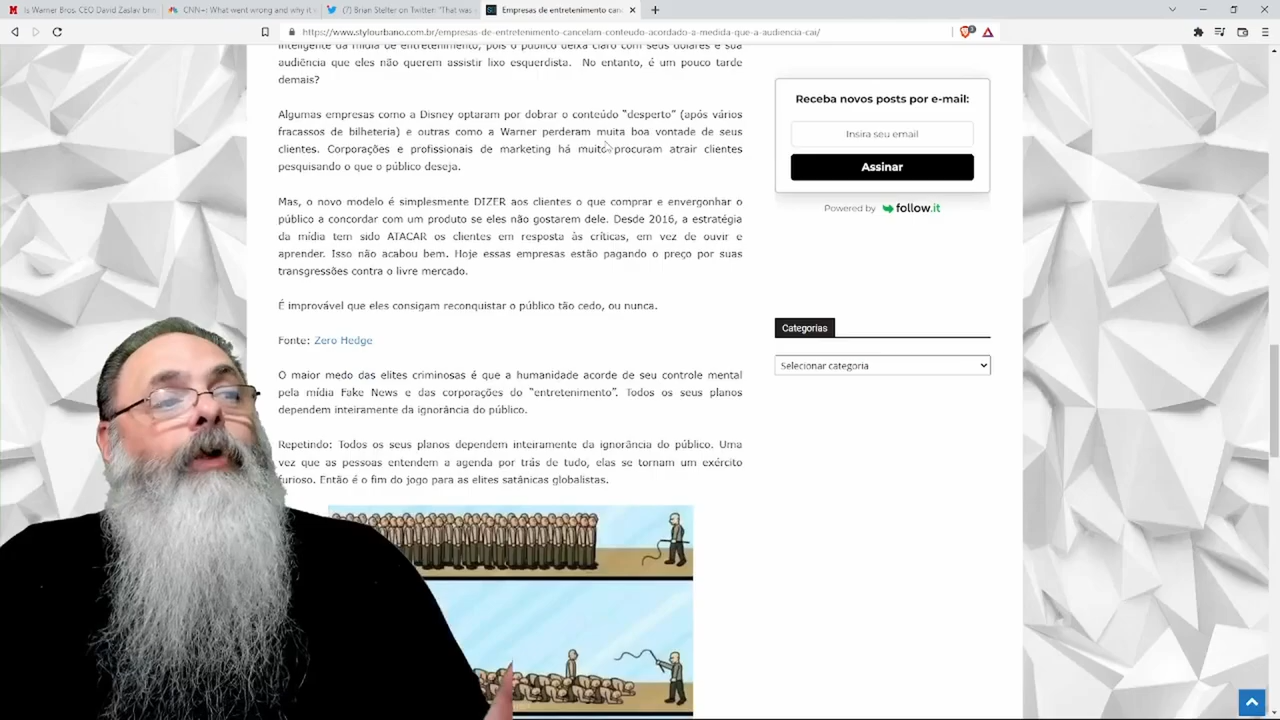 Is Warner Bros. CEO David Zaslav brin
CNN+: What went wrong and why it w
(7) Brian Stelter on Twitter: "That was
Empresas de entretenimento canc
https://www.stylourbano.com.br/empresas-de-entretenimento-cancelam-conteudo-acordado-a-medida-que-a-audiencia-cai/
inteligente da mídia de entretenimento, pois o público deixa claro com seus dólares e sua
audiência que eles não querem assistir lixo esquerdista. No entanto, é um pouco tarde
demais?
Algumas empresas como a Disney optaram por dobrar o conteúdo "desperto" (após vários
fracassos de bilheteria) e outras como a Warner perderam muita boa vontade de seus
clientes. Corporações e profissionais de marketing há muito procuram atrair clientes
pesquisando o que o público deseja.
Mas, o novo modelo é simplesmente DIZER aos clientes o que comprar e envergonhar o
público a concordar com um produto se eles não gostarem dele. Desde 2016, a estratégia
da mídia tem sido ATACAR os clientes em resposta às críticas, em vez de ouvir e
aprender. Isso não acabou bem. Hoje essas empresas estão pagando o preço por suas
transgressões contra o livre mercado.
É improvável que eles consigam reconquistar o público tão cedo, ou nunca.
Fonte: Zero Hedge
O maior medo das elites criminosas é que a humanidade acorde de seu controle mental
pela mídia Fake News e das corporações do "entretenimento". Todos os seus planos
dependem inteiramente da ignorância do público.
Repetindo: Todos os seus planos dependem inteiramente da ignorância do público. Uma
vez que as pessoas entendem a agenda por trás de tudo, elas se tornam um exército
furioso. Então é o fim do jogo para as elites satânicas globalistas.
Receba novos posts por e-mail:
Insira seu email
Assinar
Powered by follow.it
Categorias
Selecionar categoria